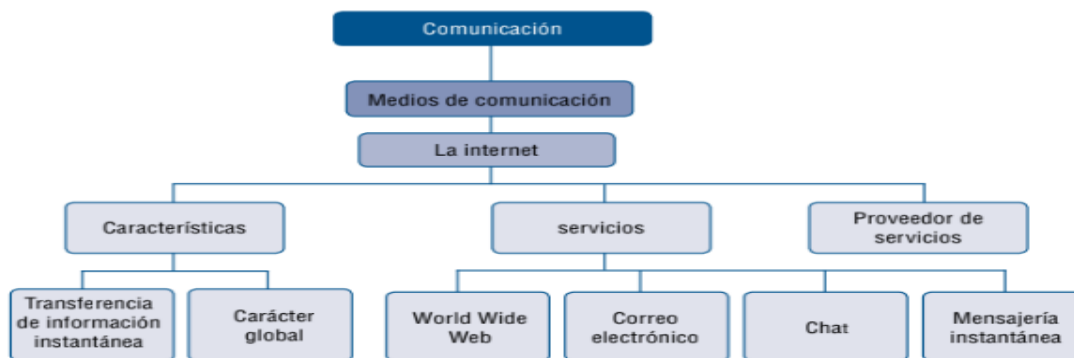 Comunicación
Medios de comunicación
La internet
Características
servicios
Proveedor de
servicios
Transferencia
de información
instantánea
Carácter
global
World Wide
Web
Correo
electrónico
Chat
Mensajería
instantánea